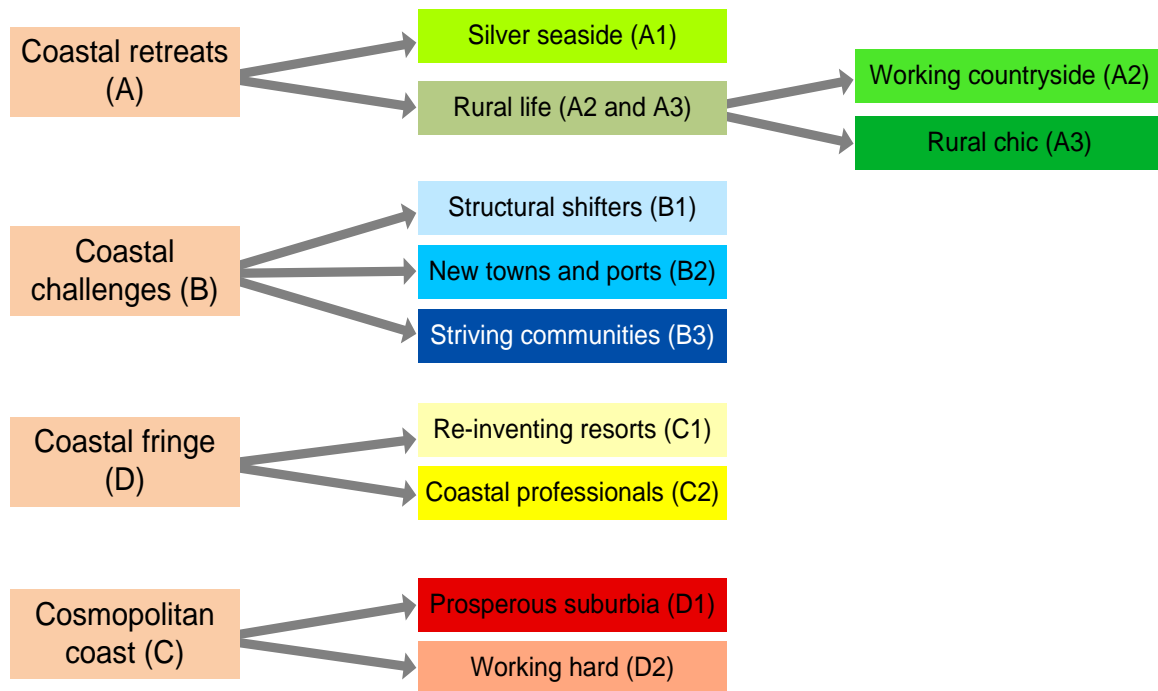 Coastal retreats
(A)
Silver seaside (A1)
Rural life (A2 and A3)
Working countryside (A2)
Rural chic (A3)
Coastal
challenges (B)
Structural shifters (B1)
New towns and ports (B2)
Striving communities (B3)
Coastal fringe
(D)
Re-inventing resorts (C1)
Coastal professionals (C2)
Cosmopolitan
coast (C)
Prosperous suburbia (D1)
Working hard (D2)